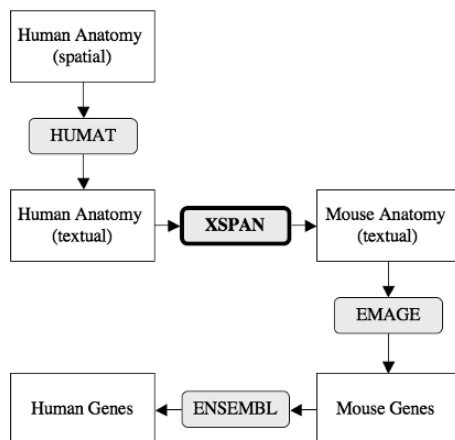 Human Anatomy
(spatial)
HUMAT
Human Anatomy
(textual)
XSPAN
Mouse Anatomy
(textual)
EMAGE
Human Genes
ENSEMBL
Mouse Genes